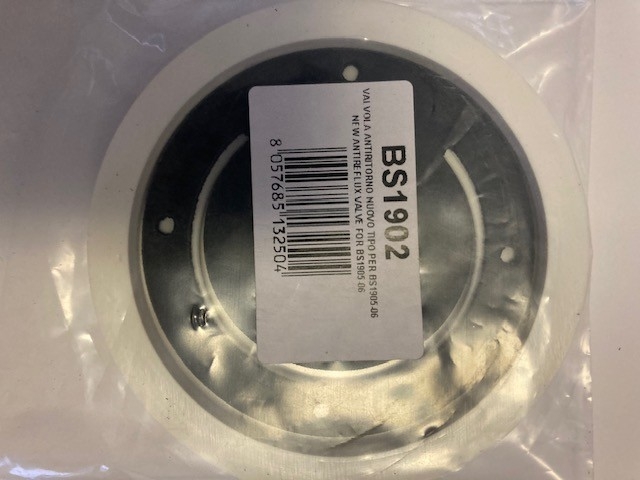 BS1902
VALVOLA ANTIRITORNO NUOVO TIPO PER BS1905-06
NEW ANTIREFLUX VALVE FOR BS1905-06
8 057685 132504